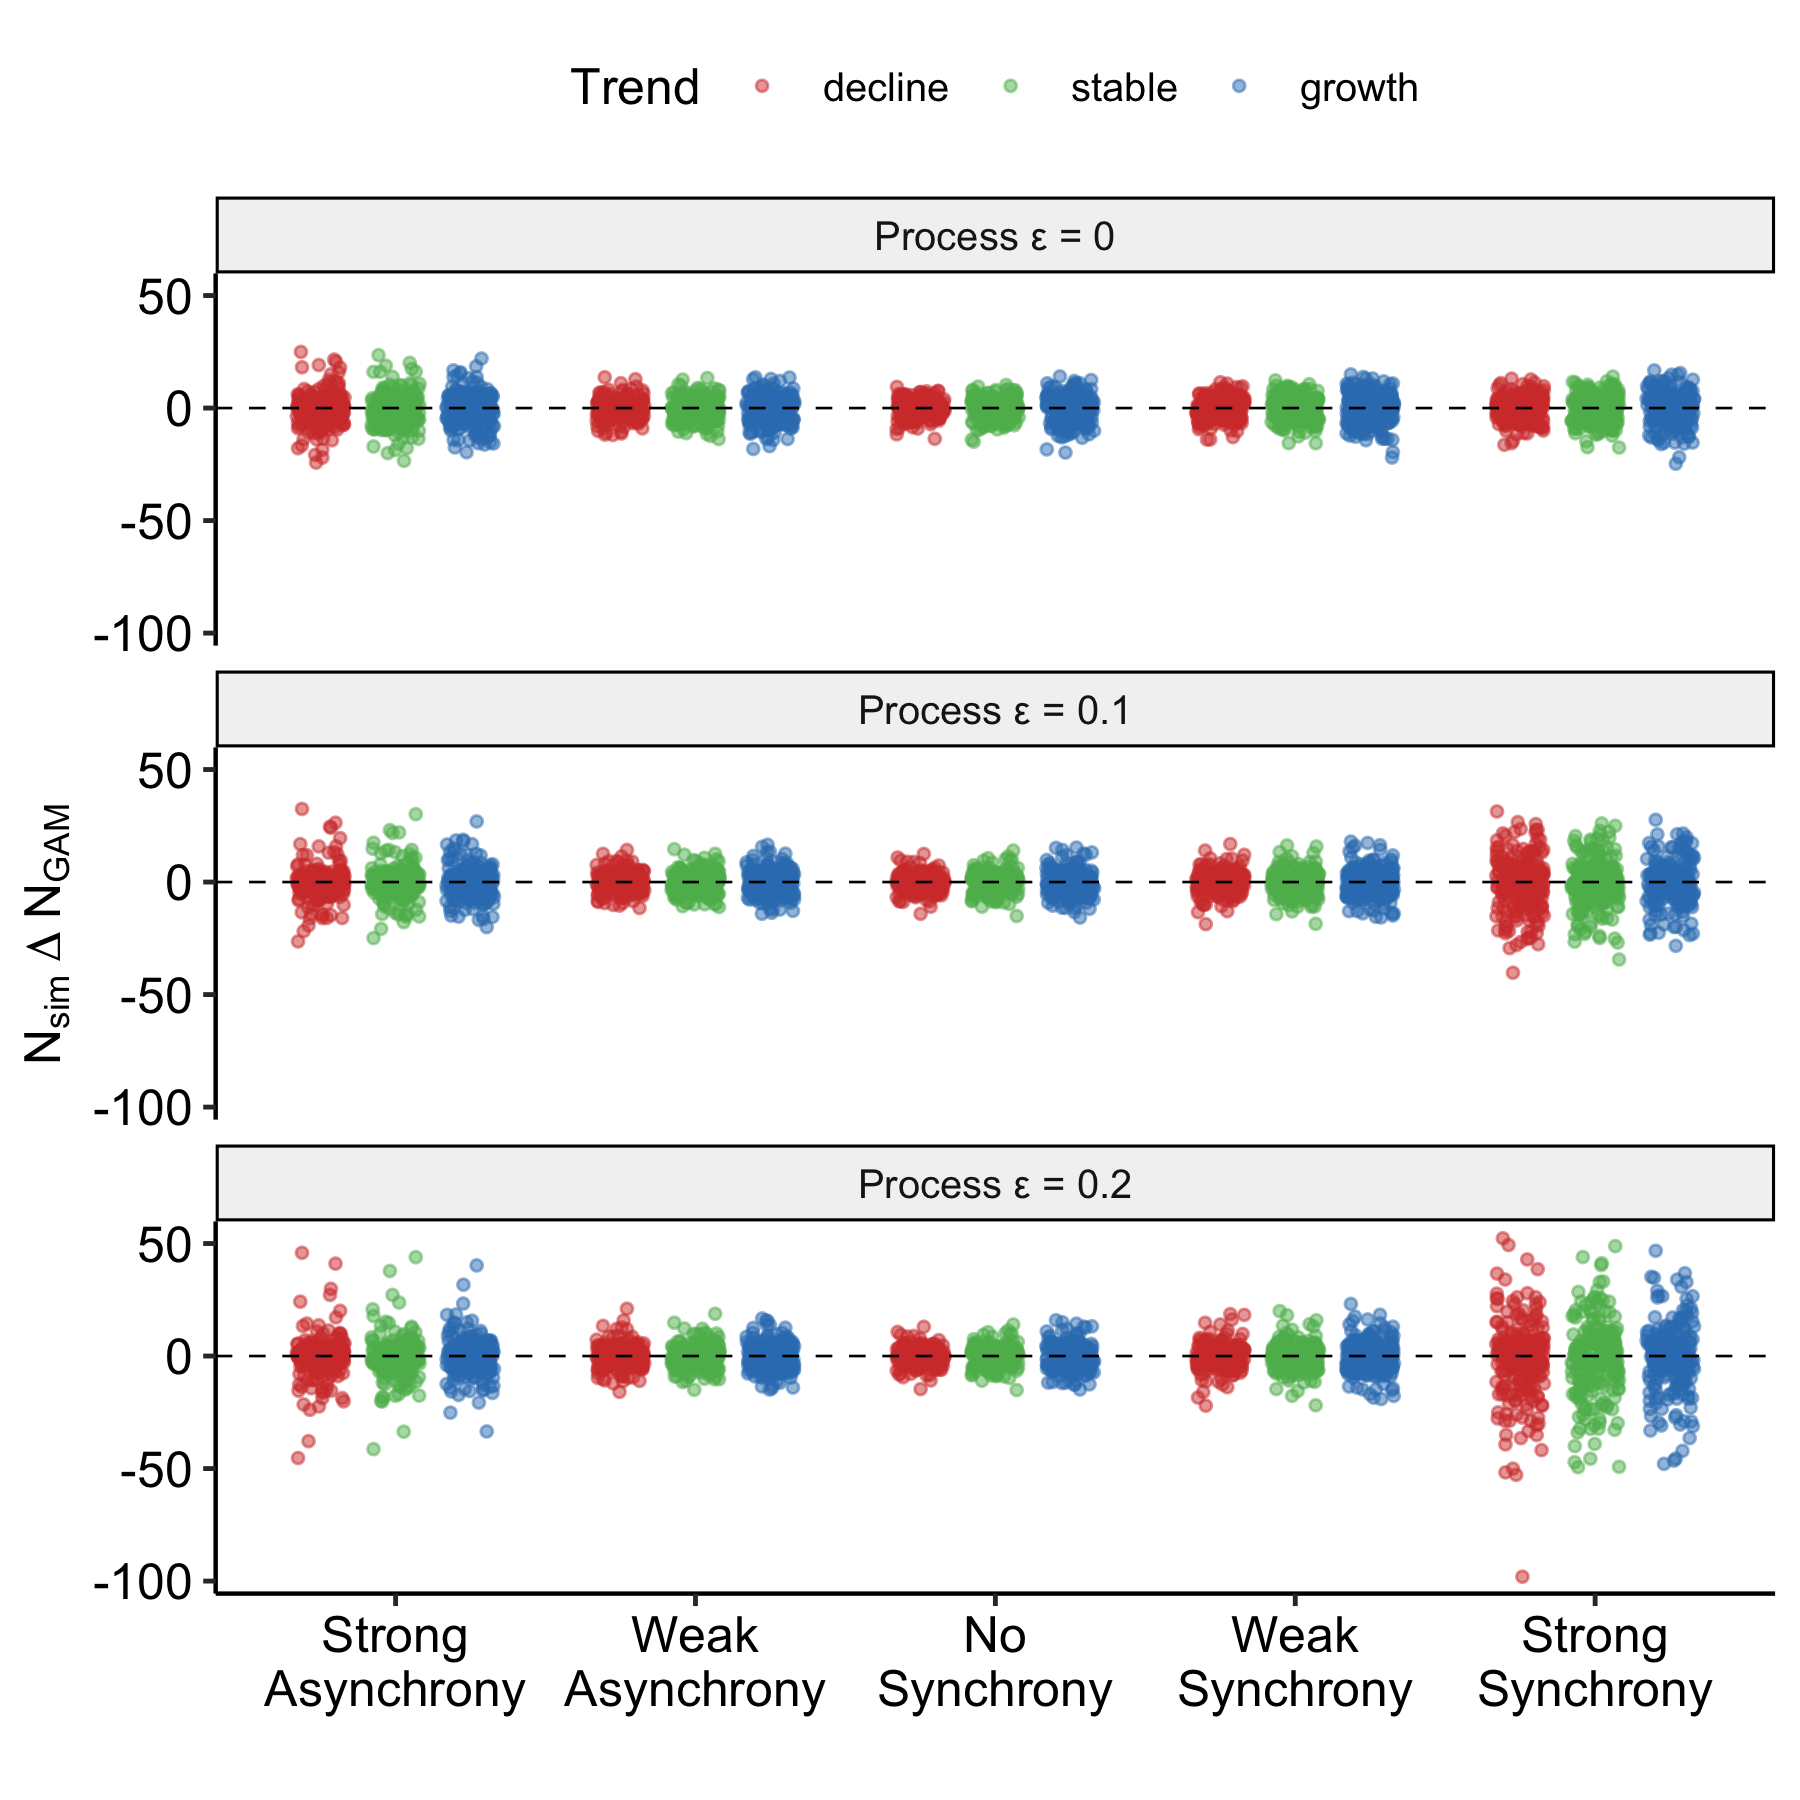 Trend decline stable growth
Process ε = 0
50
0
-50
-100
Process ε = 0.1
50
0
-50
-100
Nsim Δ NGAM
Process ε = 0.2
50
0
-50
-100
Strong Asynchrony
Weak Asynchrony
No Synchrony
Weak Synchrony
Strong Synchrony